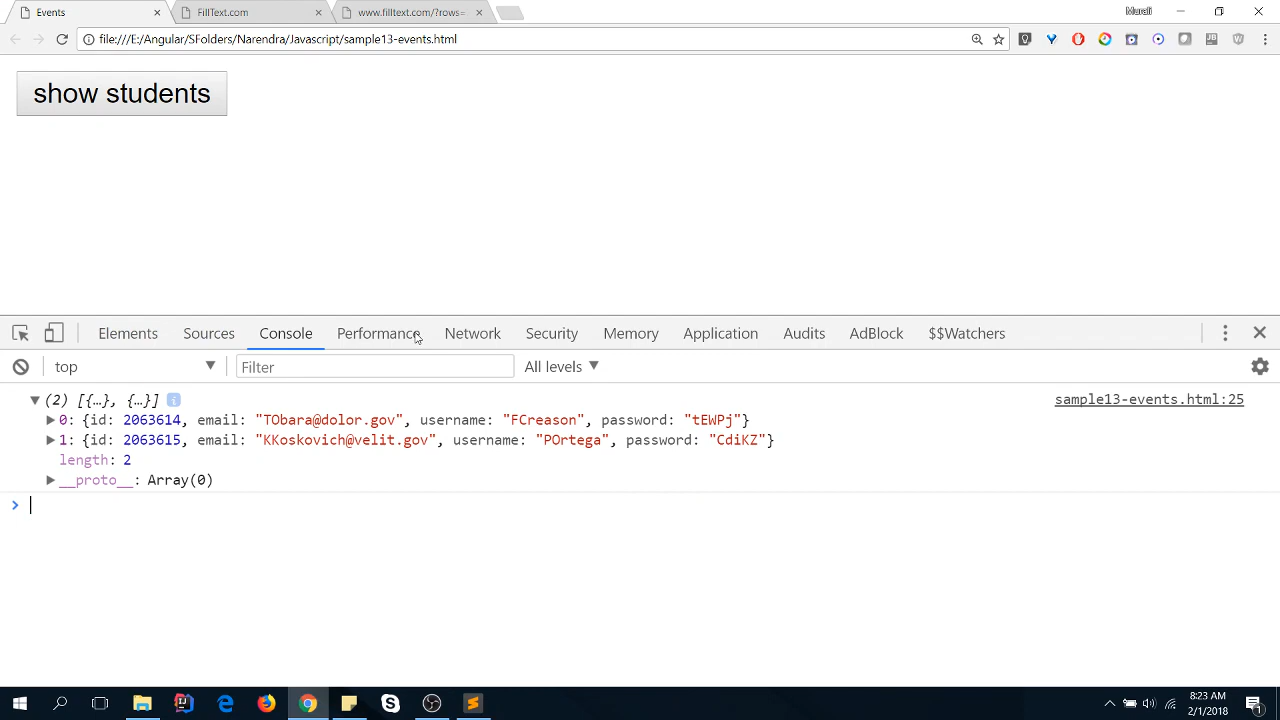 Events
FillText.com
www.filltext.com/?rows=
Murali
file:///E:/Angular/SFolders/Narendra/Javascript/sample13-events.html
show students
Elements Sources Console Performance Network Security Memory Application Audits AdBlock $$Watchers
top Filter All levels
(2) [{…}, {…}] sample13-events.html:25
0: {id: 2063614, email: "TObara@dolor.gov", username: "FCreason", password: "tEWPj"}
1: {id: 2063615, email: "KKoskovich@velit.gov", username: "POrtega", password: "CdiKZ"}
length: 2
__proto__: Array(0)
8:23 AM
2/1/2018